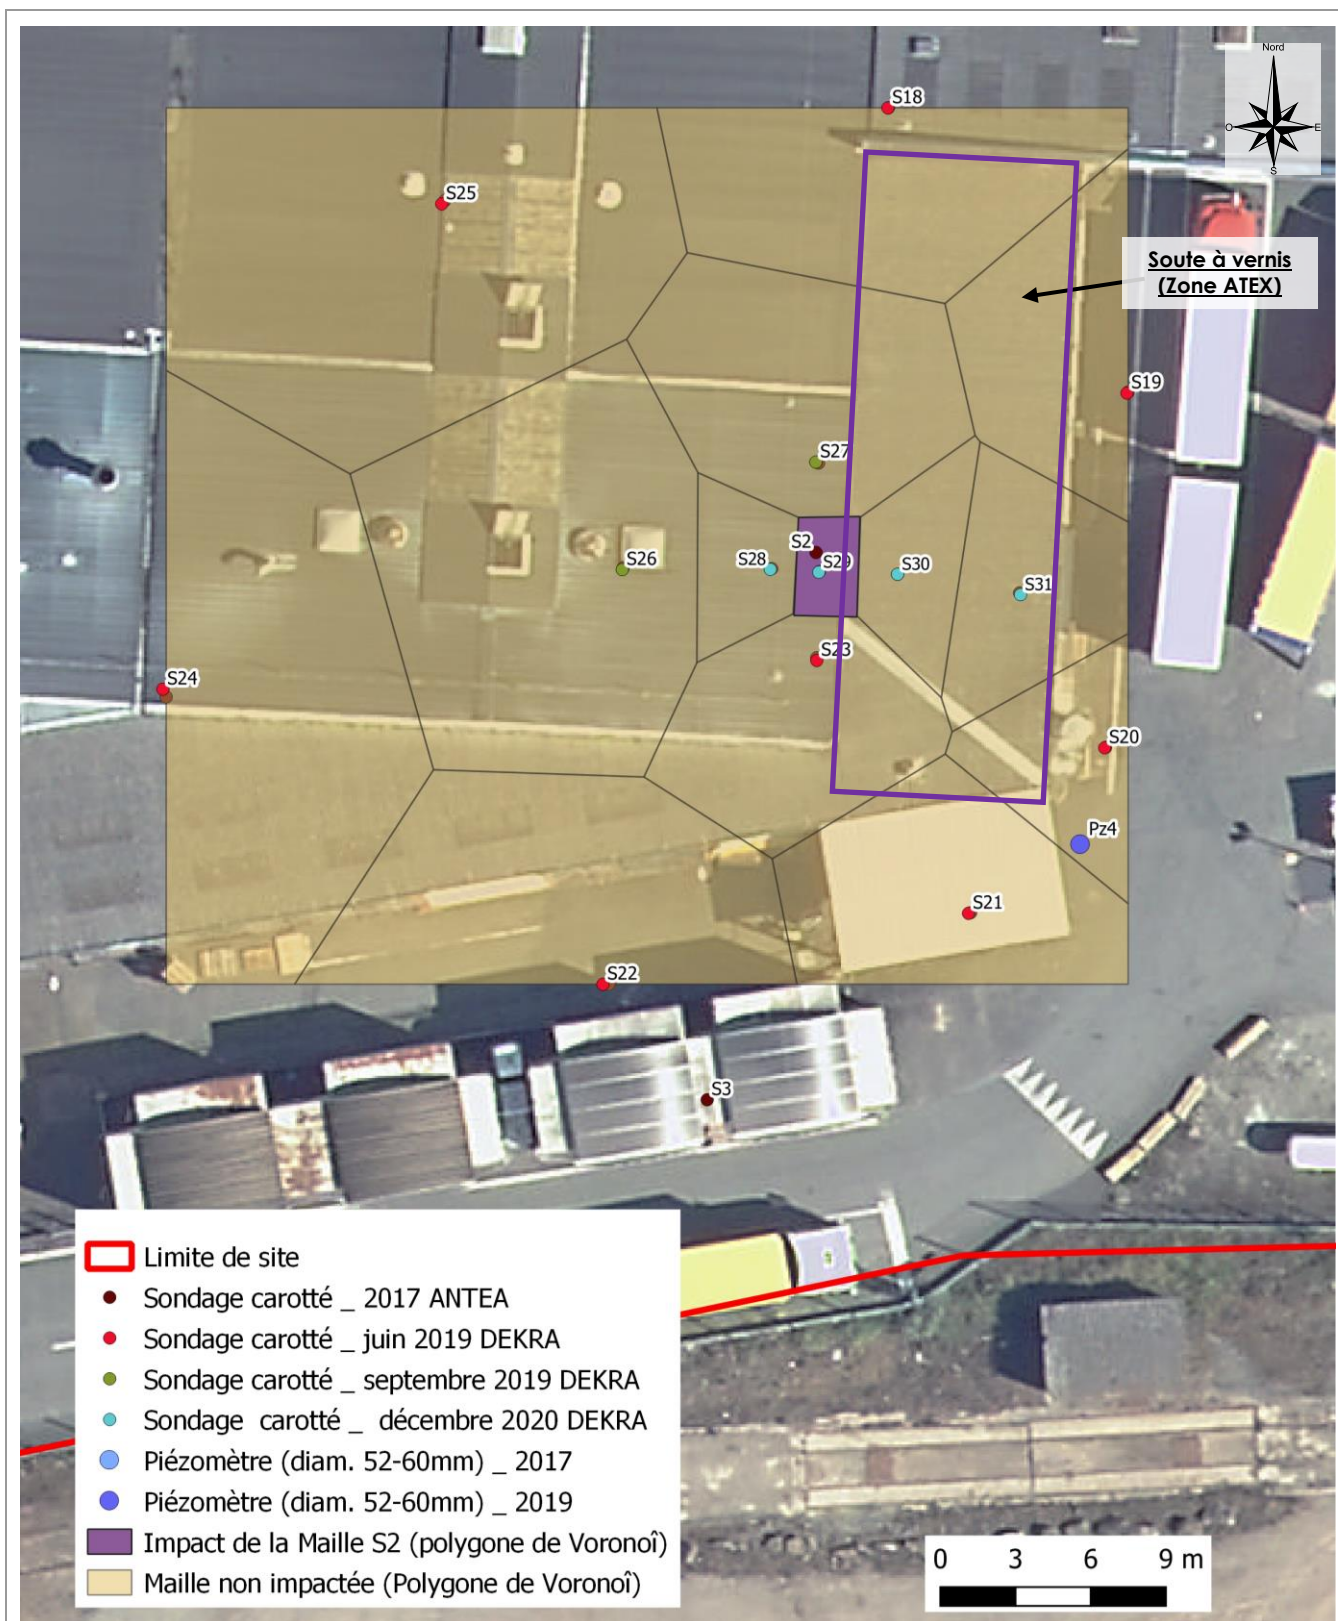 Nord
O
E
S
S18
S25
Soute à vernis
(Zone ATEX)
S19
S27
S2
S28
S29
S30
S26
S31
S23
S24
S20
Pz4
S21
S22
S3
Limite de site
Sondage carotté _ 2017 ANTEA
Sondage carotté _ juin 2019 DEKRA
Sondage carotté _ septembre 2019 DEKRA
Sondage carotté _ décembre 2020 DEKRA
Piézomètre (diam. 52-60mm) _ 2017
Piézomètre (diam. 52-60mm) _ 2019
Impact de la Maille S2 (polygone de Voronoî)
Maille non impactée (Polygone de Voronoî)
0 3 6 9 m